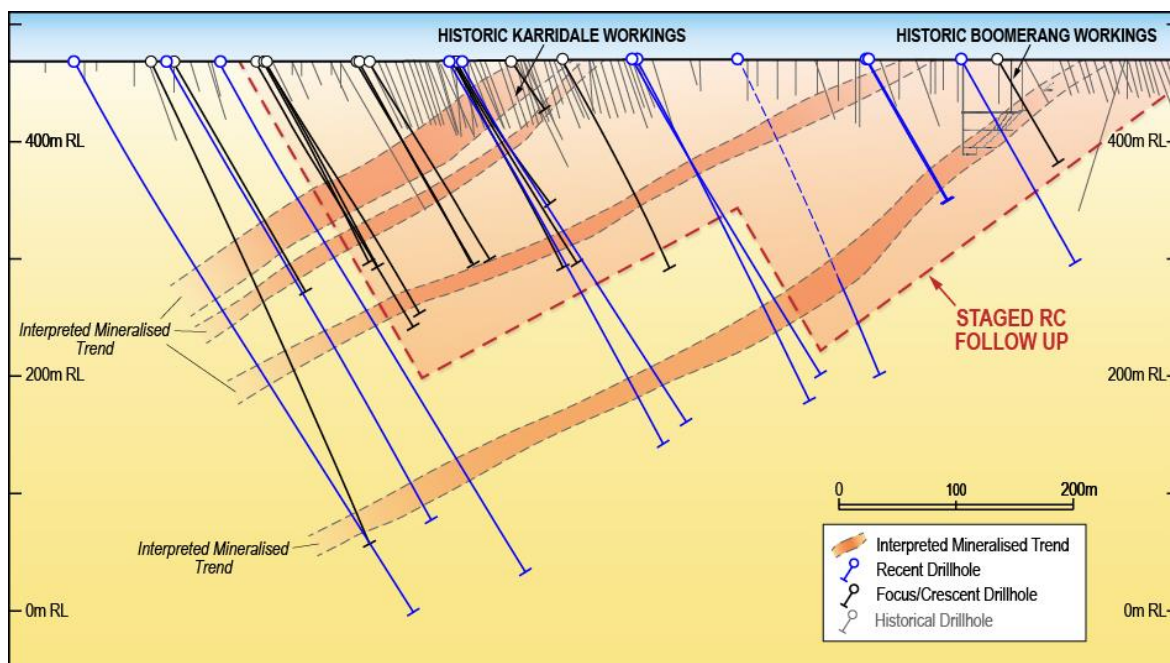 HISTORIC KARRIDALE WORKINGS
HISTORIC BOOMERANG WORKINGS
400m RL
400m RL
Interpreted Mineralised
Trend
STAGED RC
FOLLOW UP
200m RL
200m RL
0
100
200m
Interpreted Mineralised
Trend
Interpreted Mineralised Trend
Recent Drillhole
Focus/Crescent Drillhole
Historical Drillhole
0m RL
0m RL